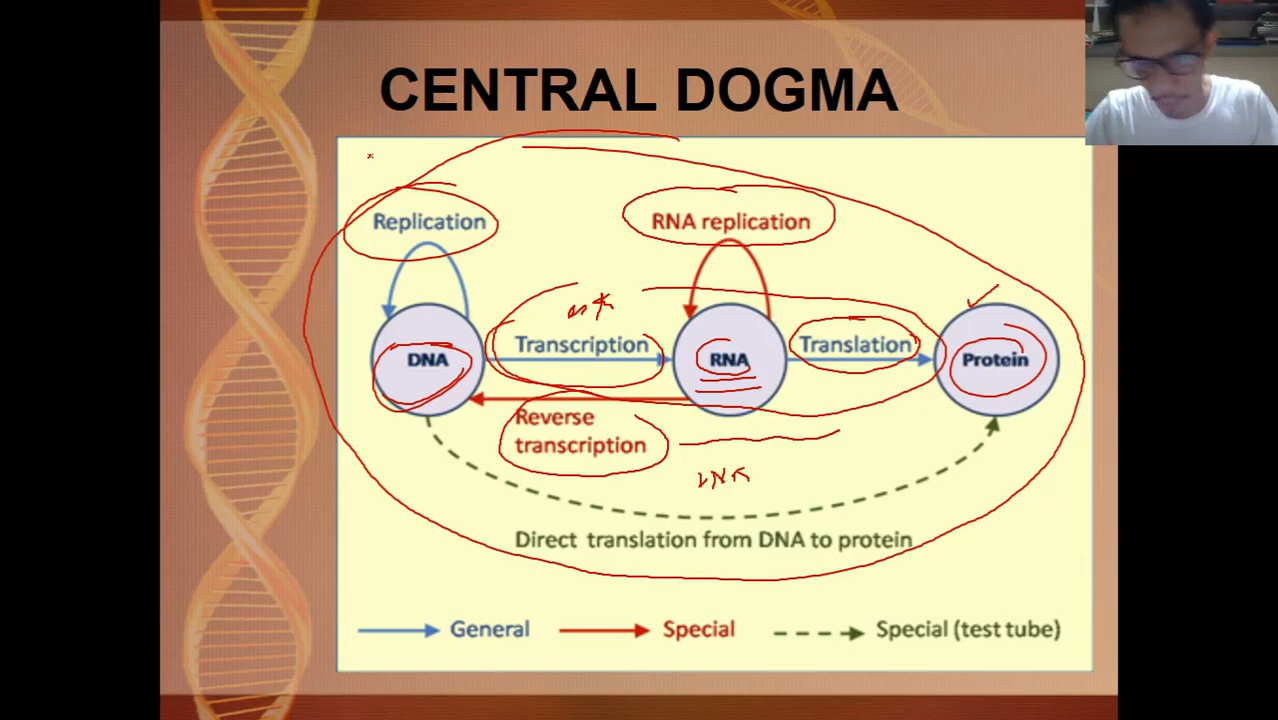 CENTRAL DOGMA
Replication
RNA replication
DNA
Transcription
RNA
Translation
Protein
Reverse
transcription
Direct translation from DNA to protein
General
Special
Special (test tube)